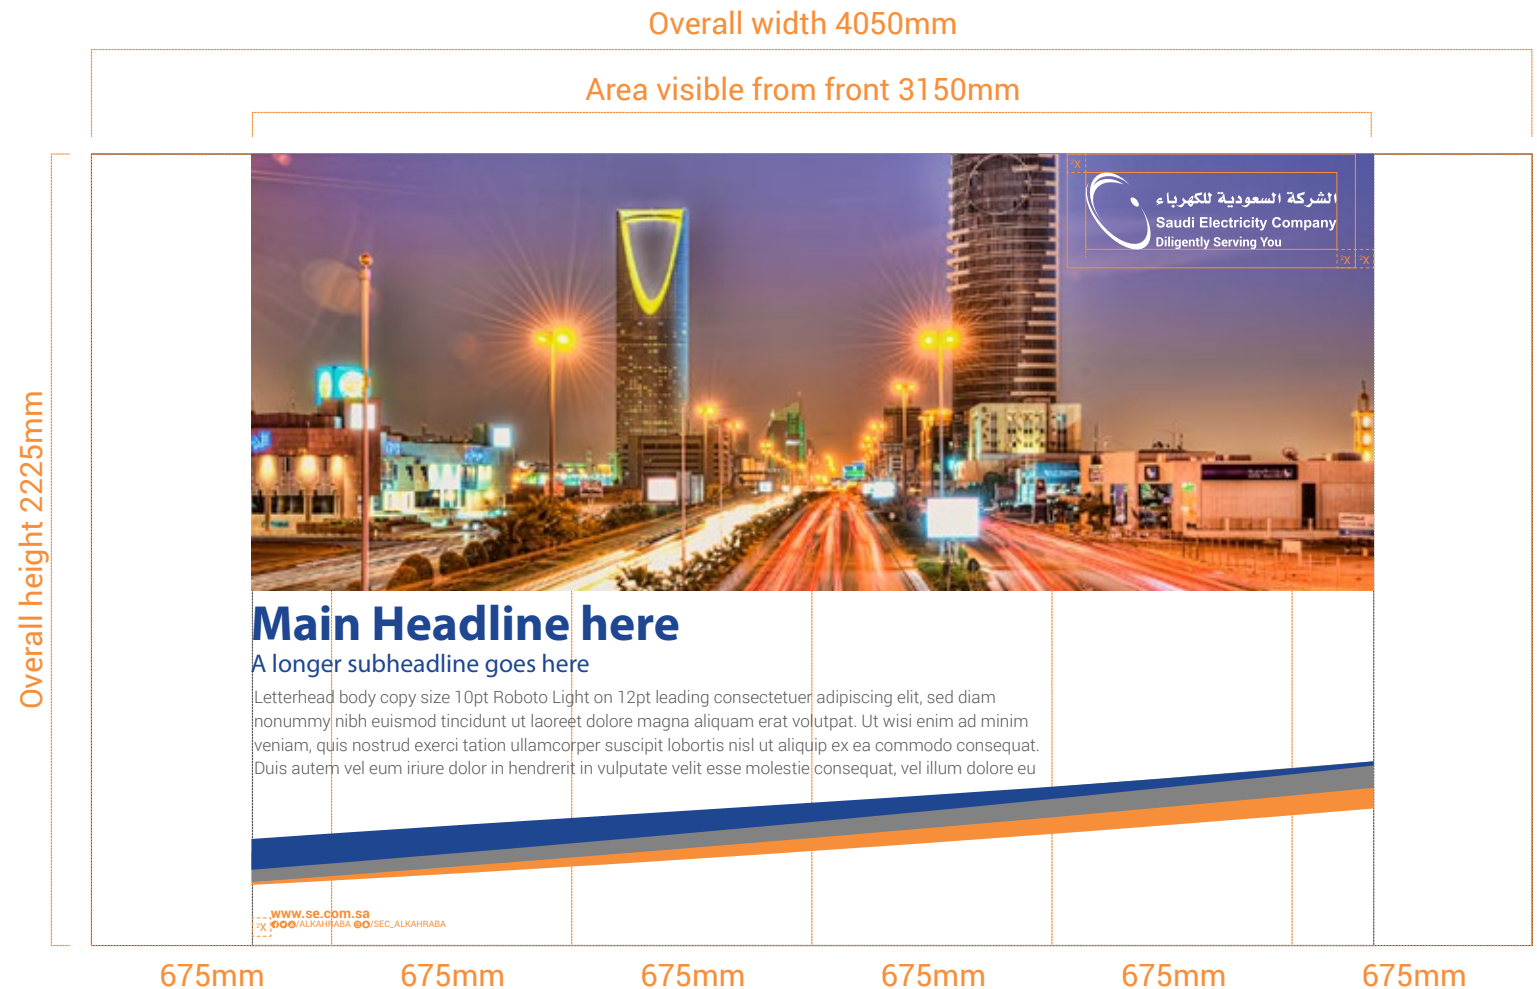 Overall width 4050mm
Area visible from front 3150mm
Overall height 2225mm
الشركة السعودية للكهرباء
Saudi Electricity Company
Diligently Serving You
Main Headline here
A longer subheadline goes here
Letterhead body copy size 10pt Roboto Light on 12pt leading consectetuer adipiscing elit, sed diam
nonummy nibh euismod tincidunt ut laoreet dolore magna aliquam erat volutpat. Ut wisi enim ad minim
veniam, quis nostrud exerci tation ullamcorper suscipit lobortis nisl ut aliquip ex ea commodo consequat.
Duis autem vel eum iriure dolor in hendrerit in vulputate velit esse molestie consequat, vel illum dolore eu
www.se.com.sa
/ALKAHRABA /SEC_ALKAHRABA
675mm 675mm 675mm 675mm 675mm 675mm